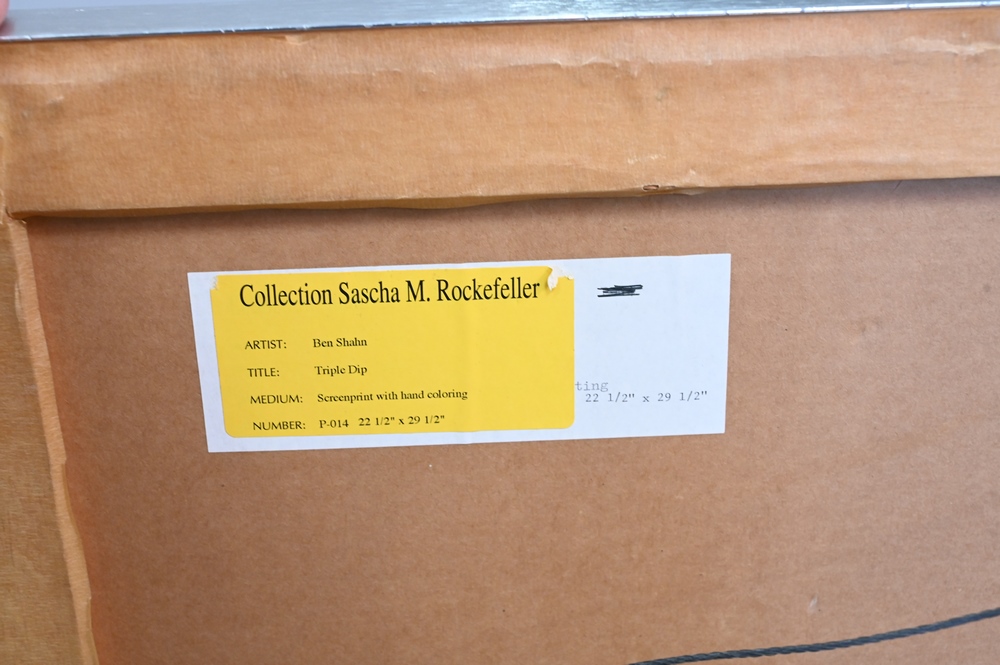 Collection Sascha M. Rockefeller
ARTIST: Ben Shahn
TITLE: Triple Dip
MEDIUM: Screenprint with hand coloring
NUMBER: P-014 22 1/2" x 29 1/2"
ting
22 1/2" x 29 1/2"